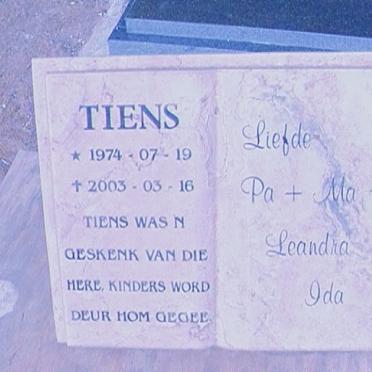 TIENS
★ 1974 - 07 - 19
✝ 2003 - 03 - 16
TIENS WAS N
GESKENK VAN DIE
HERE, KINDERS WORD
DEUR HOM GEGEE.
Liefde
Pa + Ma +
Leandra
Ida